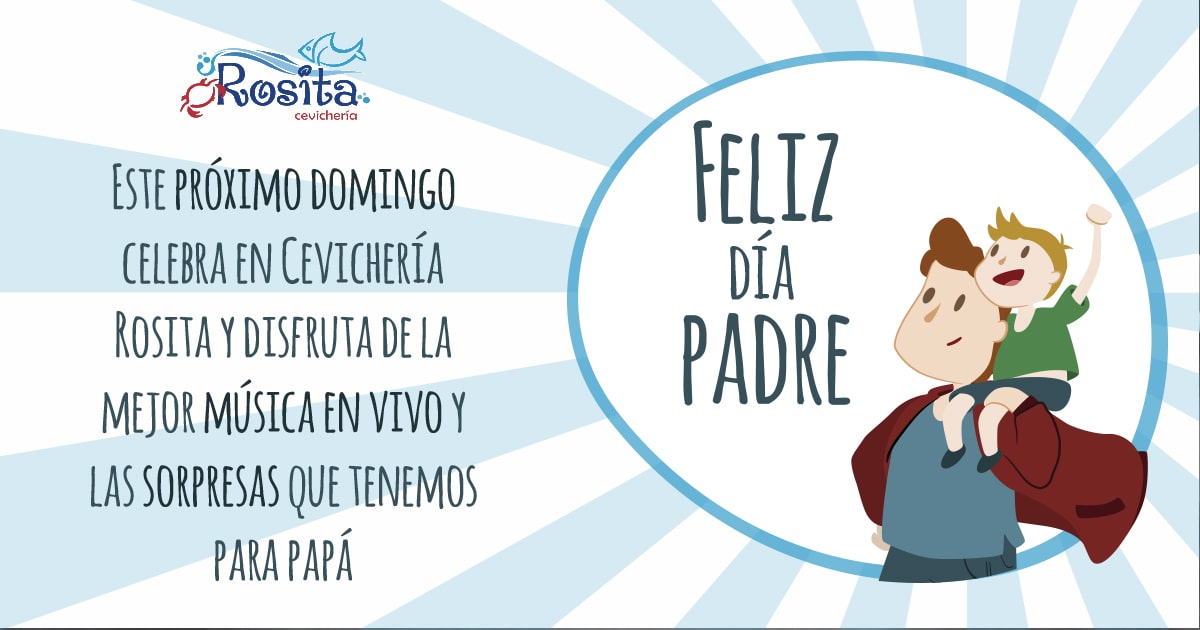 Rosita
cevichería
Este próximo domingo
celebra en Cevichería
Rosita y disfruta de la
mejor música en vivo y
las sorpresas que tenemos
para papá
Feliz
día
padre